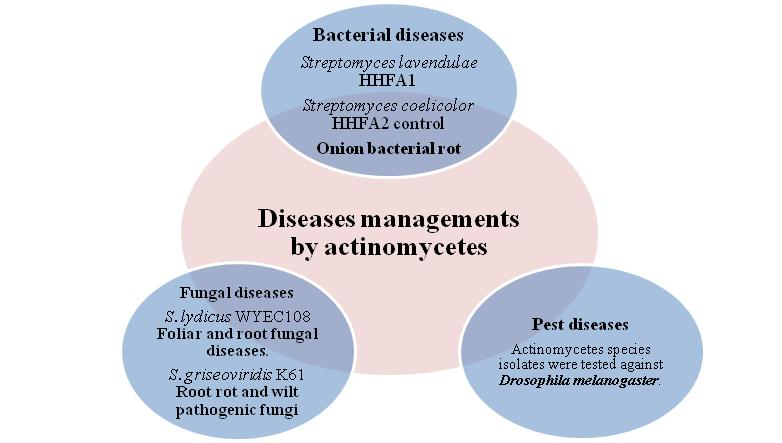 Bacterial diseases
Streptomyces lavendulae
HHFA1
Streptomyces coelicolor
HHFA2 control
Onion bacterial rot
Diseases managements
by actinomycetes
Fungal diseases
S. lydicus WYEC108
Foliar and root fungal
diseases.
S. griseoviridis K61
Root rot and wilt
pathogenic fungi
Pest diseases
Actinomycetes species
isolates were tested against
Drosophila melanogaster.